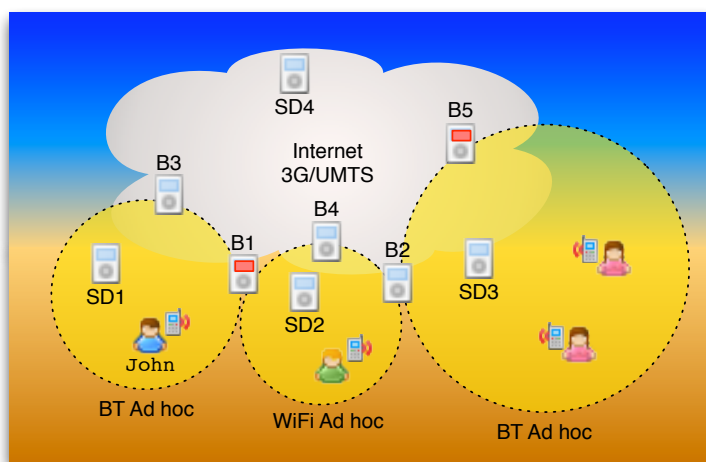 SD4
B5
Internet
3G/UMTS
B3
B4
B1
B2
SD1
SD2
SD3
John
BT Ad hoc
WiFi Ad hoc
BT Ad hoc